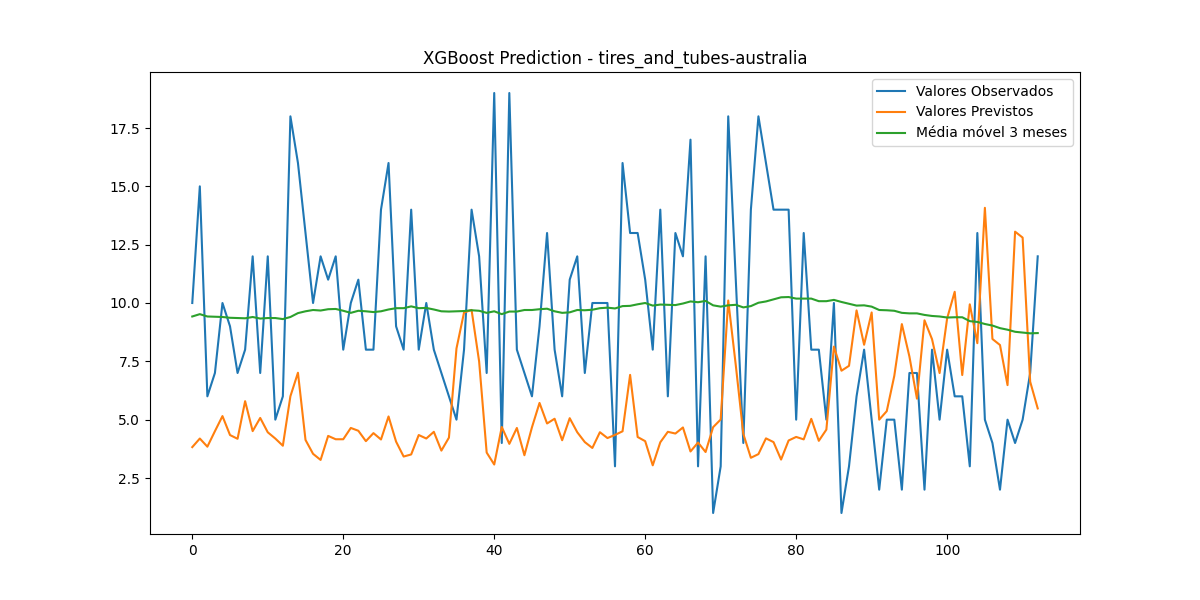 XGBoost Prediction - tires_and_tubes-australia
Valores Observados
Valores Previstos
Média móvel 3 meses
17.5
15.0
12.5
10.0
7.5
5.0
2.5
0 20 40 60 80 100